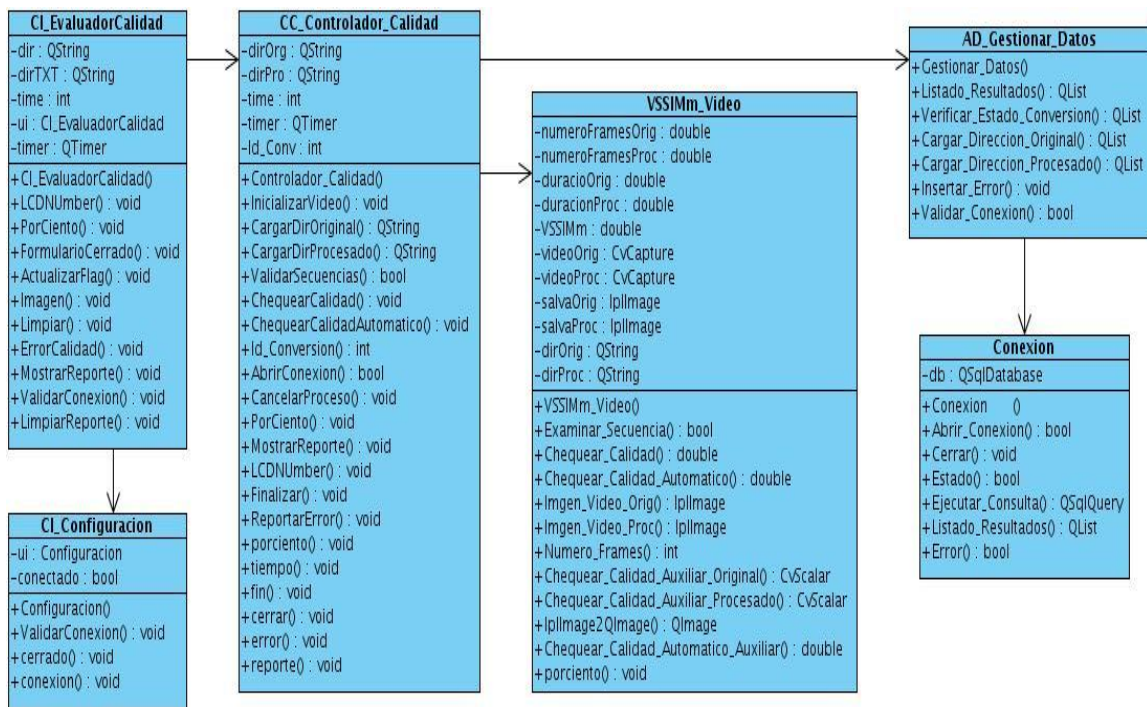 CI_EvaluadorCalidad
-dir : QString
-dirTXT : QString
-time : int
-ui : CI_EvaluadorCalidad
-timer : QTimer
+CI_EvaluadorCalidad()
+LCDNUmber() : void
+PorCiento() : void
+FormularioCerrado() : void
+ActualizarFlag() : void
+Imagen() : void
+Limpiar() : void
+ErrorCalidad() : void
+MostrarReporte() : void
+ValidarConexion() : void
+LimpiarReporte() : void
CI_Configuracion
-ui : Configuracion
-conectado : bool
+Configuracion()
+ValidarConexion() : void
+cerrado() : void
+conexion() : void
CC_Controlador_Calidad
-dirOrg : QString
-dirPro : QString
-time : int
-timer : QTimer
-Id_Conv : int
+Controlador_Calidad()
+InicializarVideo() : void
+CargarDirOriginal() : QString
+CargarDirProcesado() : QString
+ValidarSecuencias() : bool
+ChequearCalidad() : void
+ChequearCalidadAutomatico() : void
+Id_Conversion() : int
+AbrirConexion() : bool
+CancelarProceso() : void
+PorCiento() : void
+MostrarReporte() : void
+LCDNUmber() : void
+Finalizar() : void
+ReportarError() : void
+porciento() : void
+tiempo() : void
+fin() : void
+cerrar() : void
+error() : void
+reporte() : void
VSSIMm_Video
-numeroFramesOrig : double
-numeroFramesProc : double
-duracioOrig : double
-duracionProc : double
-VSSIMm : double
-videoOrig : CvCapture
-videoProc : CvCapture
-salvaOrig : IplImage
-salvaProc : IplImage
-dirOrig : QString
-dirProc : QString
+VSSIMm_Video()
+Examinar_Secuencia() : bool
+Chequear_Calidad() : double
+Chequear_Calidad_Automatico() : double
+Imgen_Video_Orig() : IplImage
+Imgen_Video_Proc() : IplImage
+Numero_Frames() : int
+Chequear_Calidad_Auxiliar_Original() : CvScalar
+Chequear_Calidad_Auxiliar_Procesado() : CvScalar
+IplImage2QImage() : QImage
+Chequear_Calidad_Automatico_Auxiliar() : double
+porciento() : void
AD_Gestionar_Datos
+Gestionar_Datos()
+Listado_Resultados() : QList
+Verificar_Estado_Conversion() : QList
+Cargar_Direccion_Original() : QList
+Cargar_Direccion_Procesado() : QList
+Insertar_Error() : void
+Validar_Conexion() : bool
Conexion
-db : QSqlDatabase
+Conexion ()
+Abrir_Conexion() : bool
+Cerrar() : void
+Estado() : bool
+Ejecutar_Consulta() : QSqlQuery
+Listado_Resultados() : QList
+Error() : bool